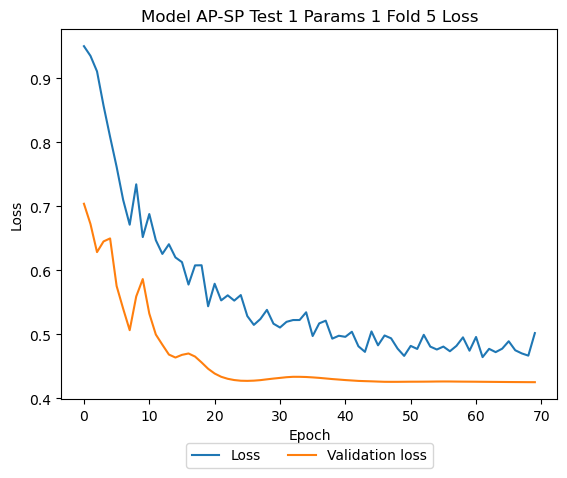 Model AP-SP Test 1 Params 1 Fold 5 Loss
Loss
0.9
0.8
0.7
0.6
0.5
0.4
0 10 20 30 40 50 60 70
Epoch
Loss Validation loss